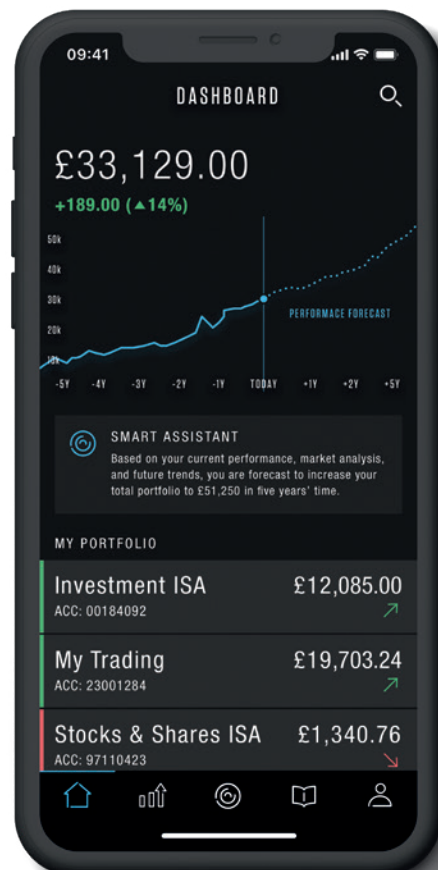 09:41
DASHBOARD
£33,129.00
+189.00 (▲14%)
50k
40k
30k
20k
10k
PERFORMACE FORECAST
-5Y -4Y -3Y -2Y -1Y TODAY +1Y +2Y +5Y
SMART ASSISTANT
Based on your current performance, market analysis,
and future trends, you are forecast to increase your
total portfolio to £51,250 in five years' time.
MY PORTFOLIO
Investment ISA £12,085.00
ACC: 00184092
My Trading £19,703.24
ACC: 23001284
Stocks & Shares ISA £1,340.76
ACC: 97110423